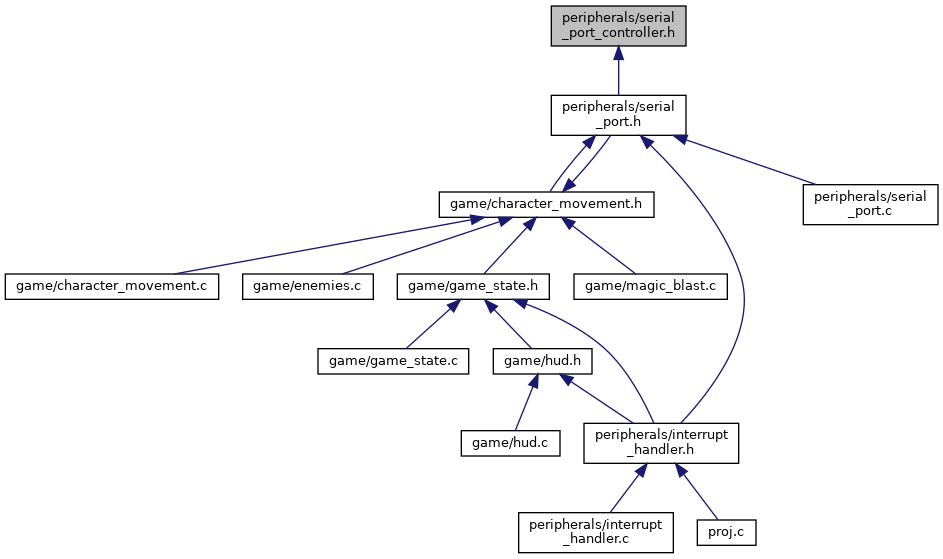 peripherals/serial
_port_controller.h
peripherals/serial
_port.h
game/character_movement.h
peripherals/serial
_port.c
game/character_movement.c
game/enemies.c
game/game_state.h
game/magic_blast.c
game/game_state.c
game/hud.h
game/hud.c
peripherals/interrupt
_handler.h
peripherals/interrupt
_handler.c
proj.c